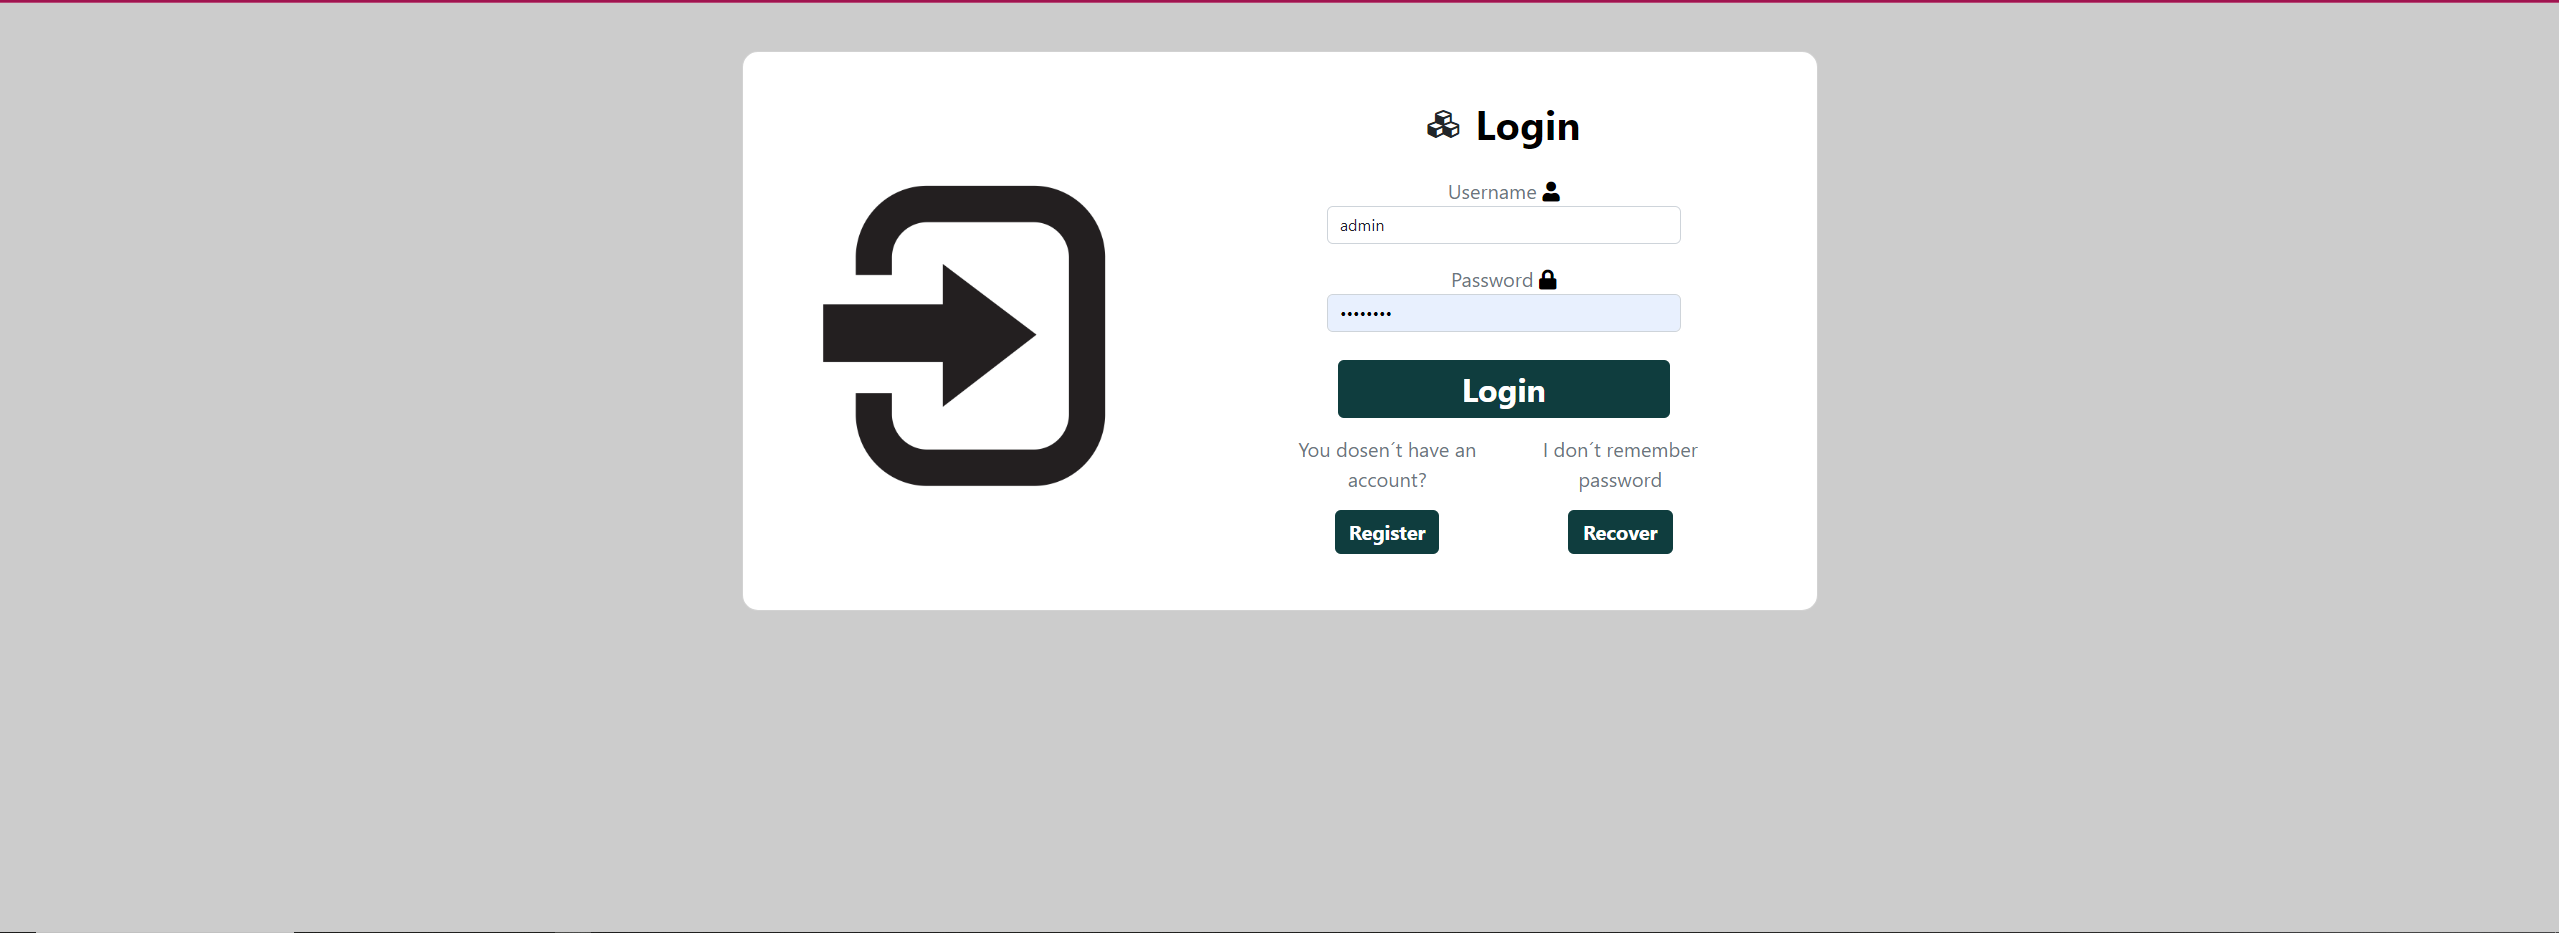 Login
Username
admin
Password
••••••••
Login
You dosen´t have an
account?
I don´t remember
password
Register
Recover